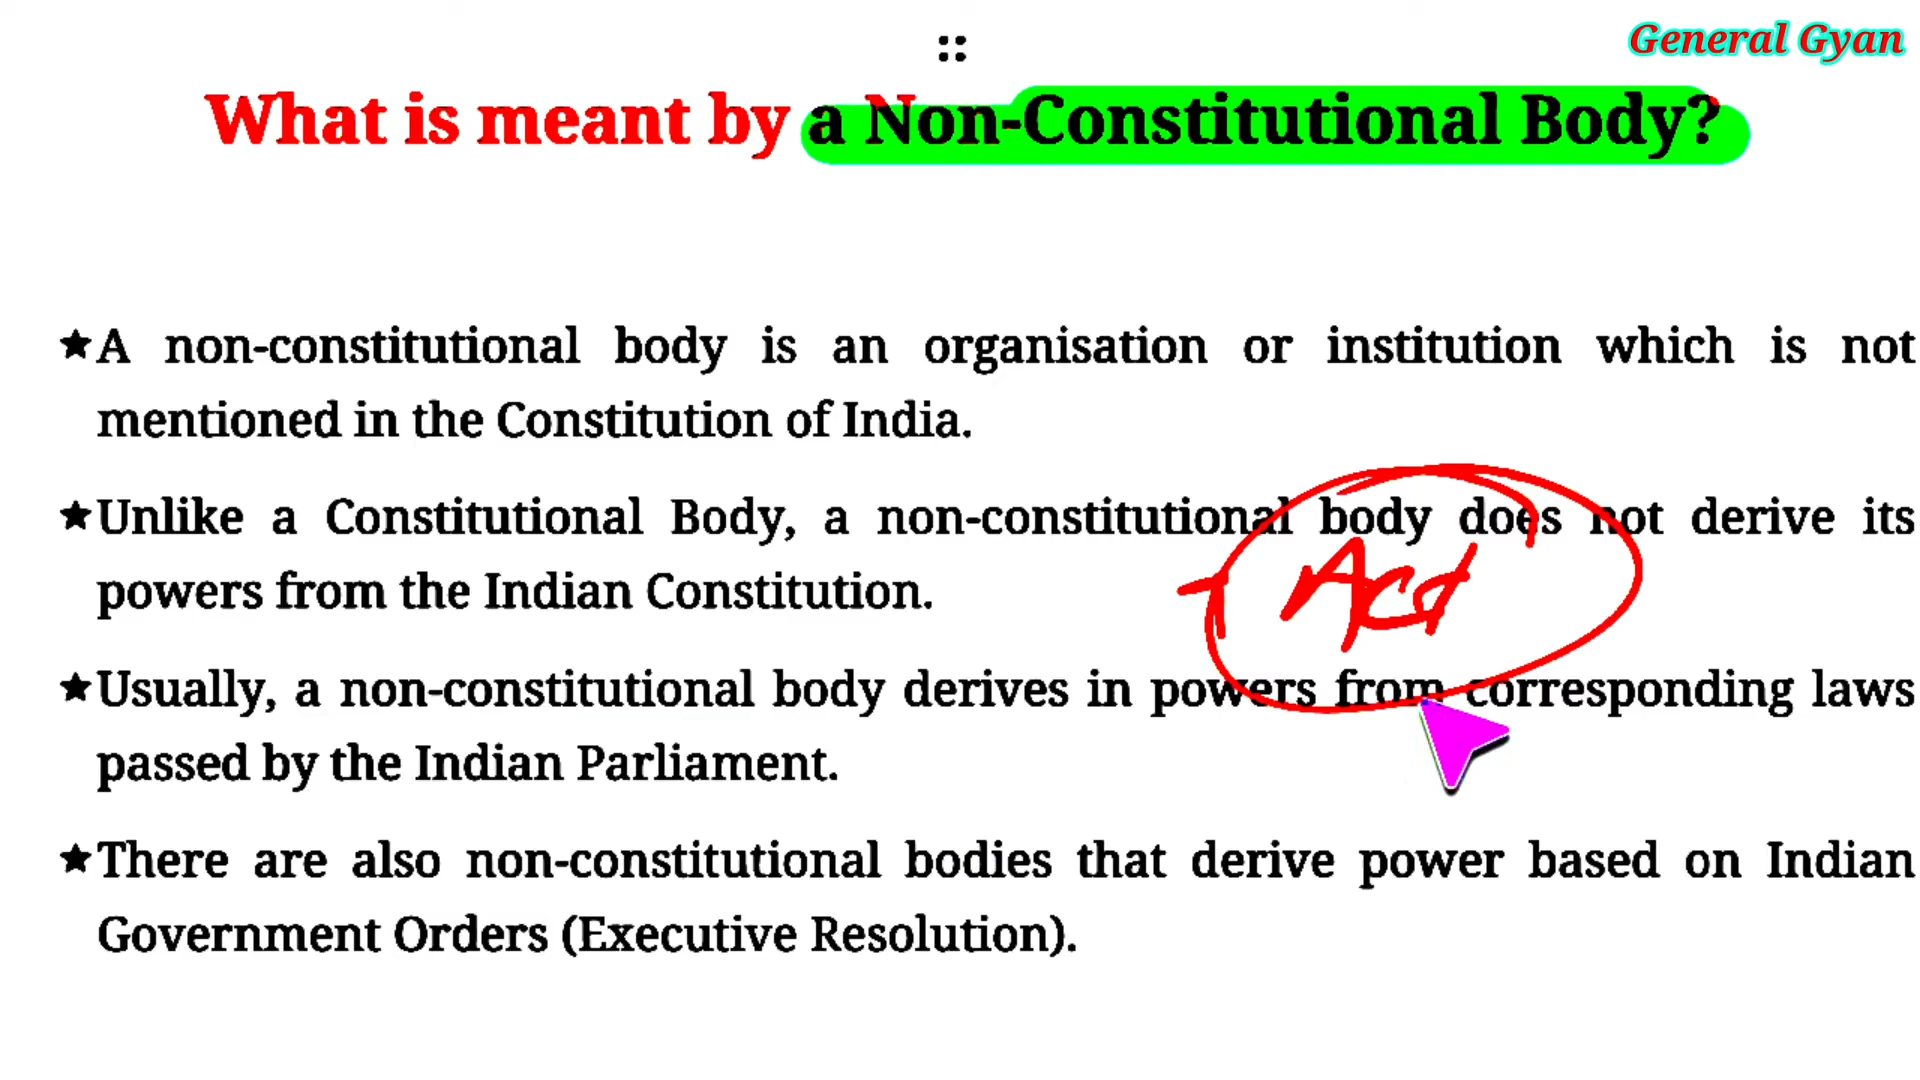 General Gyan
What is meant by a Non-Constitutional Body?
★A non-constitutional body is an organisation or institution which is not
mentioned in the Constitution of India.
★Unlike a Constitutional Body, a non-constitutional body does not derive its
powers from the Indian Constitution.
Act
★Usually, a non-constitutional body derives in powers from corresponding laws
passed by the Indian Parliament.
★There are also non-constitutional bodies that derive power based on Indian
Government Orders (Executive Resolution).